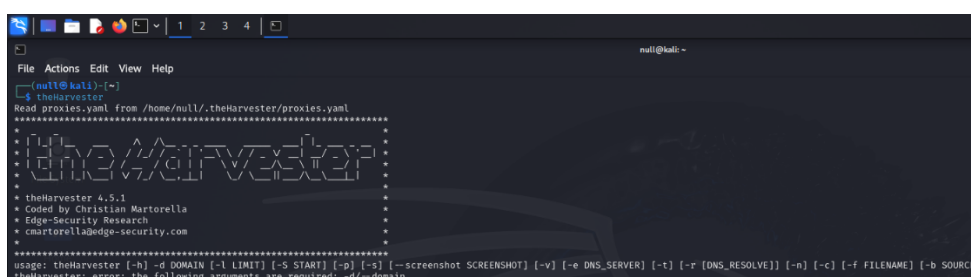 1 2 3 4
null@kali: ~
File Actions Edit View Help
(null㉿kali)-[~]
$ theHarvester
Read proxies.yaml from /home/null/.theHarvester/proxies.yaml
*******************************************************************
* theHarvester *
* theHarvester 4.5.1 *
* Coded by Christian Martorella *
* Edge-Security Research *
* cmartorella@edge-security.com *
* *
*******************************************************************
usage: theHarvester [-h] -d DOMAIN [-l LIMIT] [-S START] [-p] [-s] [--screenshot SCREENSHOT] [-v] [-e DNS_SERVER] [-t] [-r [DNS_RESOLVE]] [-n] [-c] [-f FILENAME] [-b SOURC
theHarvester: error: the following arguments are required: -d/--domain